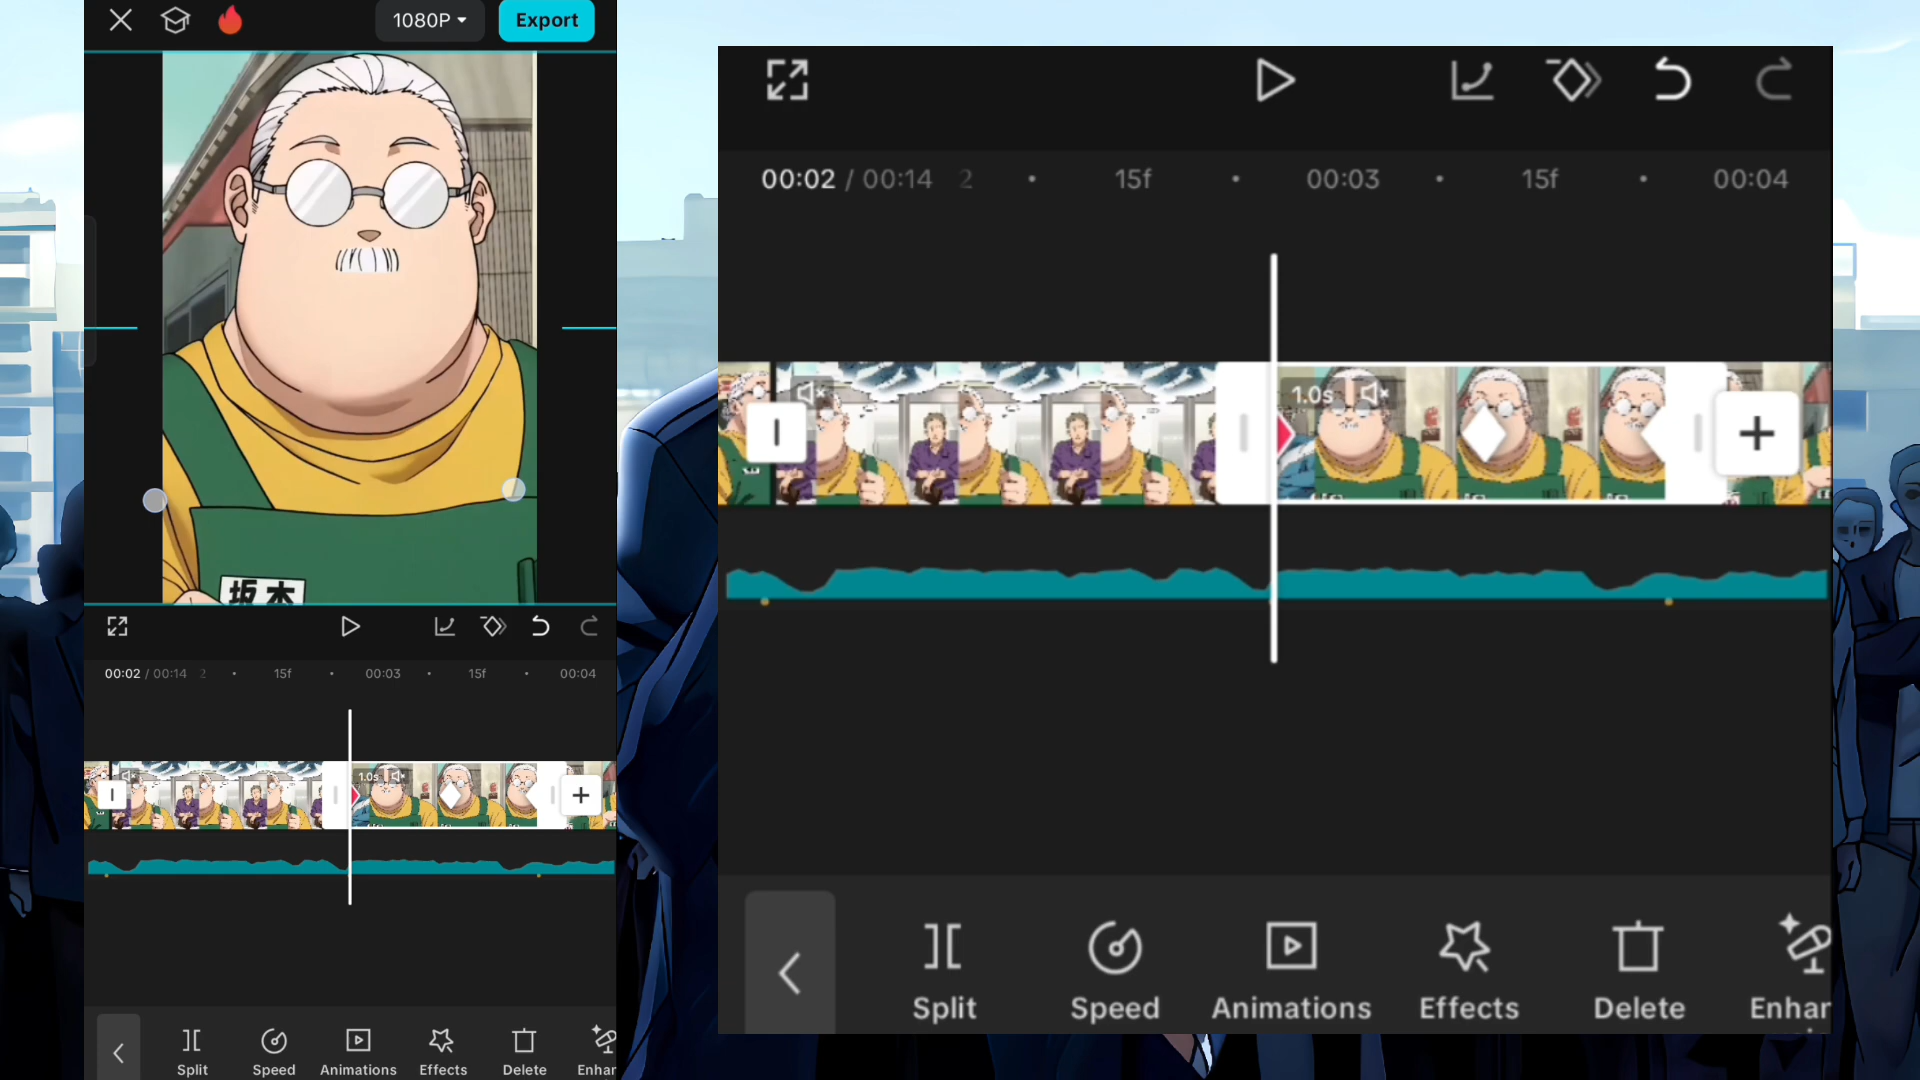 1080P
Export
坂本
00:02 / 00:14 2 15f 00:03 15f 00:04
1.0s
Split Speed Animations Effects Delete Enhan
00:02 / 00:14 2 15f 00:03 15f 00:04
1.0s
Split Speed Animations Effects Delete Enhan